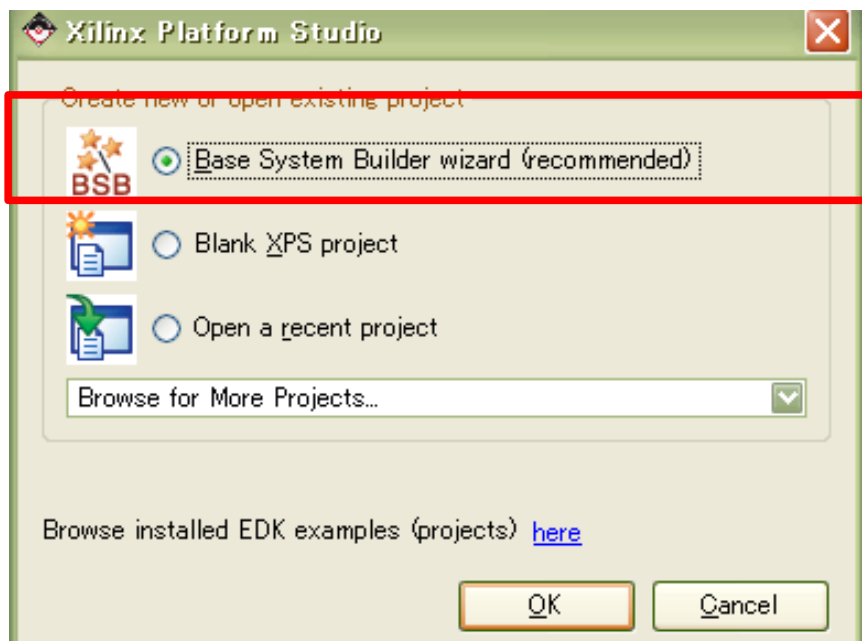 Xilinx Platform Studio
Create new or open existing project
BSB
Base System Builder wizard (recommended)
Blank XPS project
Open a recent project
Browse for More Projects...
Browse installed EDK examples (projects) here
OK
Cancel